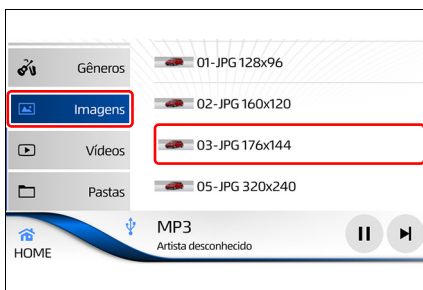 Gêneros
Imagens
Vídeos
Pastas
01-JPG 128x96
02-JPG 160x120
03-JPG 176x144
05-JPG 320x240
HOME
MP3
Artista desconhecido